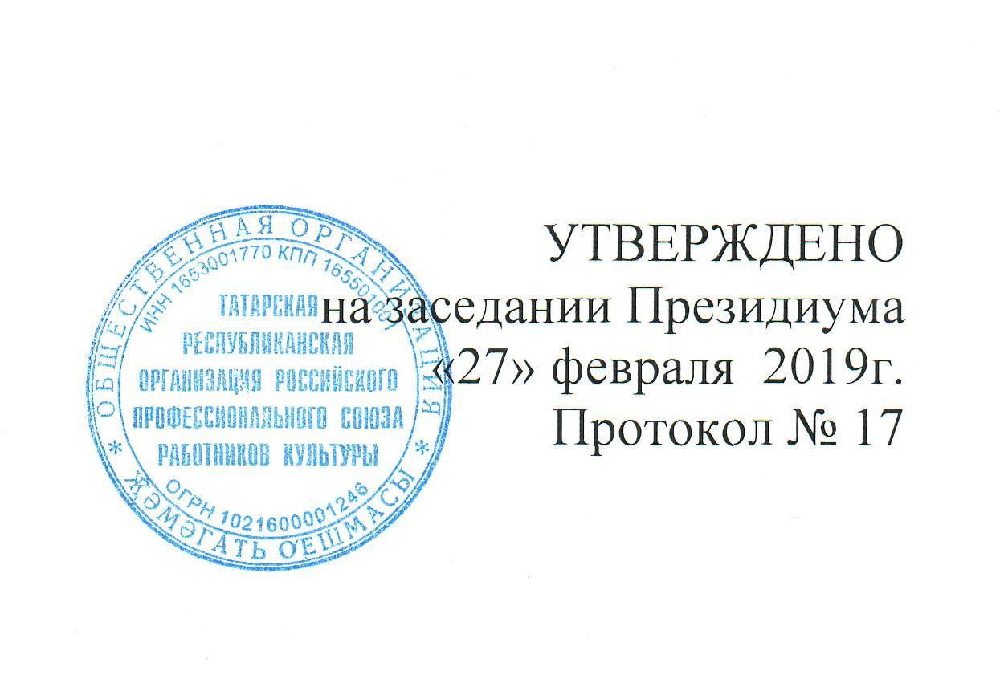 УТВЕРЖДЕНО
на заседании Президиума
«27» февраля 2019г.
Протокол № 17
ОБЩЕСТВЕННАЯ ОРГАНИЗАЦИЯ
ИНН 1653001770 КПП 165501001
ТАТАРСКАЯ
РЕСПУБЛИКАНСКАЯ
ОРГАНИЗАЦИЯ РОССИЙСКОГО
ПРОФЕССИОНАЛЬНОГО СОЮЗА
РАБОТНИКОВ КУЛЬТУРЫ
ОГРН 1021600001246
* ҖӘМӘГАТЬ ОЕШМАСЫ *